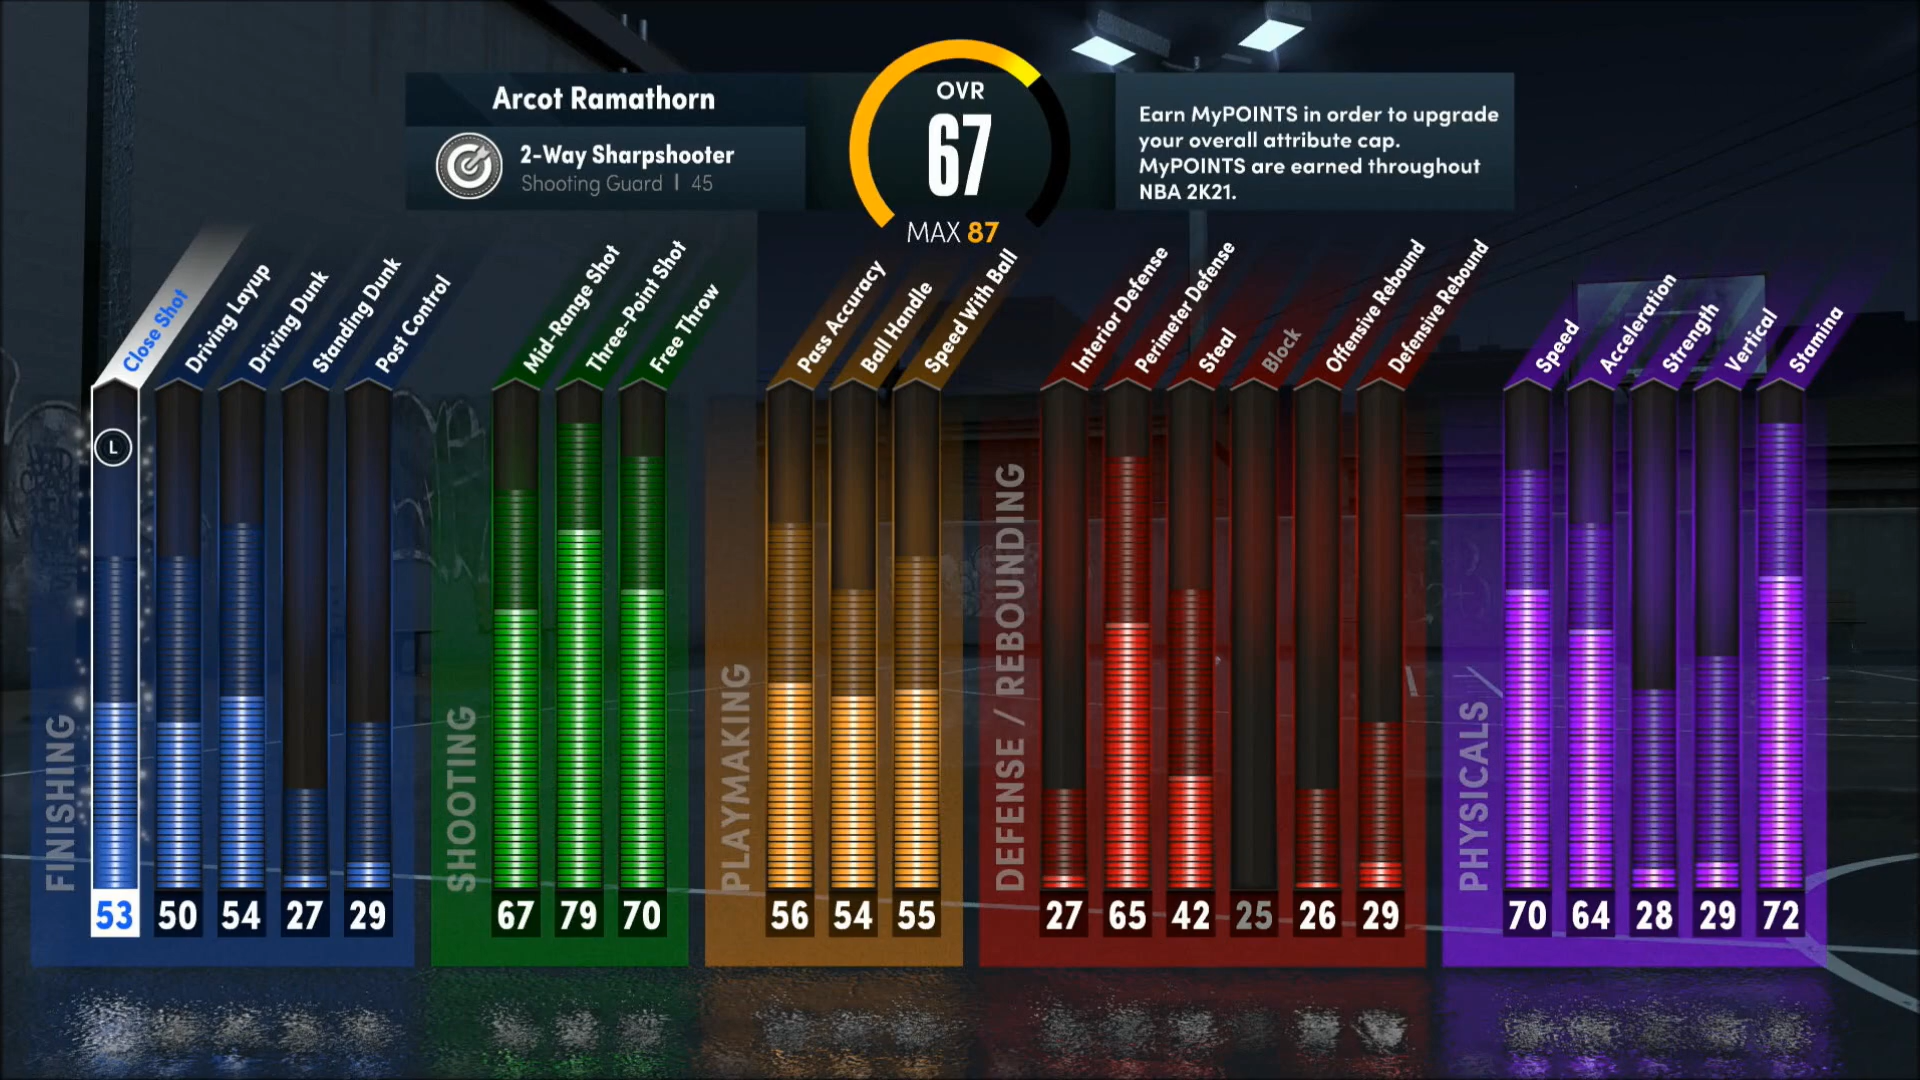 Arcot Ramathorn
2-Way Sharpshooter
Shooting Guard | 45
OVR
67
MAX 87
Earn MyPOINTS in order to upgrade
your overall attribute cap.
MyPOINTS are earned throughout
NBA 2K21.
FINISHING
Close Shot
Driving Layup
Driving Dunk
Standing Dunk
Post Control
L
53 50 54 27 29
SHOOTING
Mid-Range Shot
Three-Point Shot
Free Throw
67 79 70
PLAYMAKING
Pass Accuracy
Ball Handle
Speed With Ball
56 54 55
DEFENSE / REBOUNDING
Interior Defense
Perimeter Defense
Steal
Block
Offensive Rebound
Defensive Rebound
27 65 42 25 26 29
PHYSICALS
Speed
Acceleration
Strength
Vertical
Stamina
70 64 28 29 72